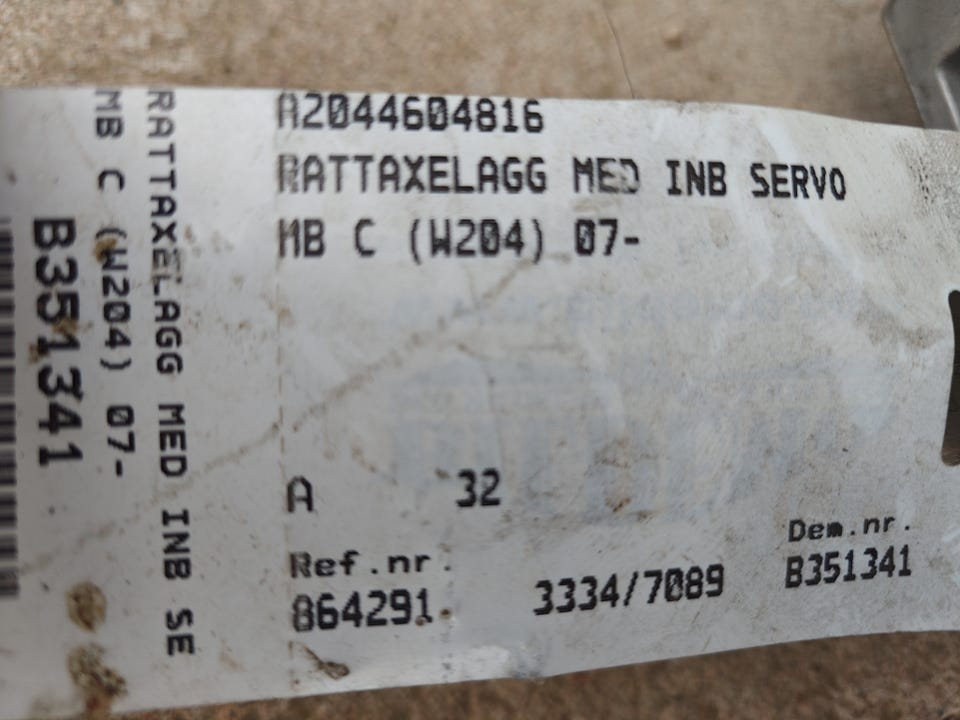 A2044604816
RATTAXELAGG MED INB SERVO
MB C (W204) 07-
A 32
Ref.nr.
864291.
3334/7089
Dem.nr.
B351341
RATTAXELAGG MED INB SE
MB C (W204) 07-
B351341